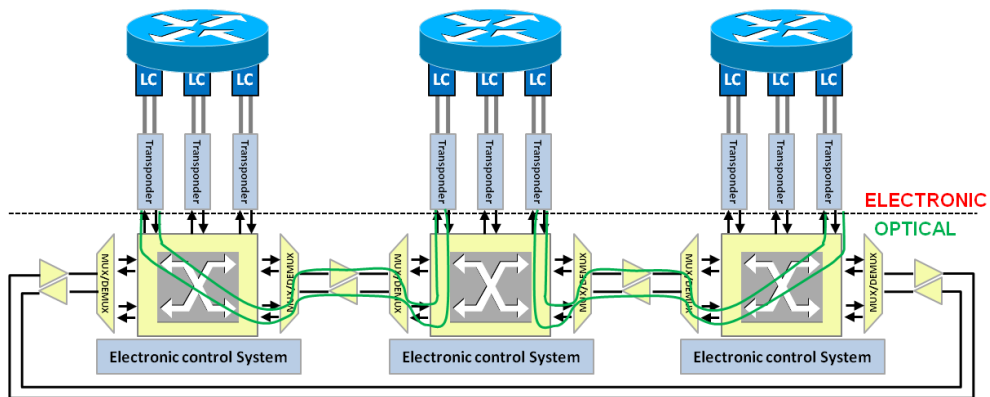 LC LC LC LC LC LC LC LC LC
Transponder Transponder Transponder Transponder Transponder Transponder Transponder Transponder Transponder
ELECTRONIC
OPTICAL
MUX/DEMUX MUX/DEMUX MUX/DEMUX MUX/DEMUX MUX/DEMUX MUX/DEMUX
Electronic control System Electronic control System Electronic control System